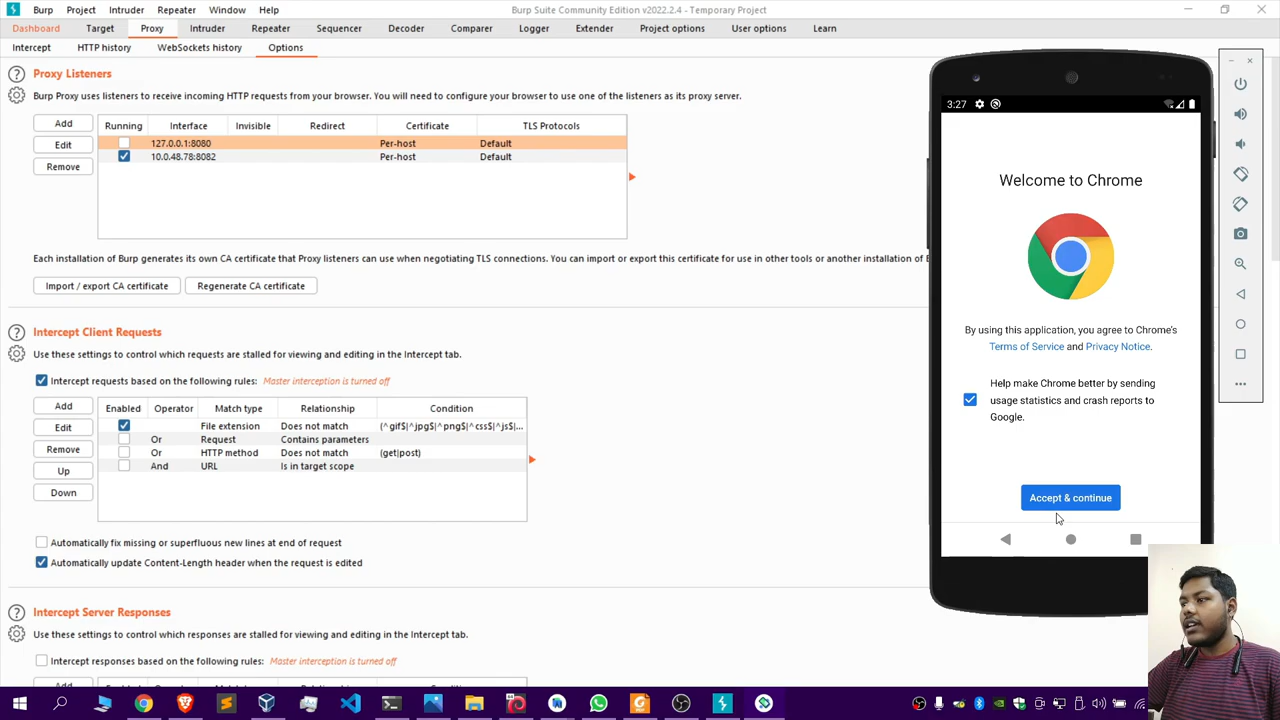 Burp Project Intruder Repeater Window Help
Burp Suite Community Edition v2022.2.4 - Temporary Project
Dashboard Target Proxy Intruder Repeater Sequencer Decoder Comparer Logger Extender Project options User options Learn
Intercept HTTP history WebSockets history Options
? Proxy Listeners
Burp Proxy uses listeners to receive incoming HTTP requests from your browser. You will need to configure your browser to use one of the listeners as its proxy server.
Add
Edit
Remove
Running Interface Invisible Redirect Certificate TLS Protocols
127.0.0.1:8080 Per-host Default
10.0.48.78:8082 Per-host Default
Each installation of Burp generates its own CA certificate that Proxy listeners can use when negotiating TLS connections. You can import or export this certificate for use in other tools or another installation of B
Import / export CA certificate Regenerate CA certificate
? Intercept Client Requests
Use these settings to control which requests are stalled for viewing and editing in the Intercept tab.
Intercept requests based on the following rules: Master interception is turned off
Add
Edit
Remove
Up
Down
Enabled Operator Match type Relationship Condition
File extension Does not match (^gif$|^jpg$|^png$|^css$|^js$|...
Or Request Contains parameters
Or HTTP method Does not match (get|post)
And URL Is in target scope
Automatically fix missing or superfluous new lines at end of request
Automatically update Content-Length header when the request is edited
? Intercept Server Responses
Use these settings to control which responses are stalled for viewing and editing in the Intercept tab.
Intercept responses based on the following rules: Master interception is turned off
Add
3:27
Welcome to Chrome
By using this application, you agree to Chrome's
Terms of Service and Privacy Notice.
Help make Chrome better by sending
usage statistics and crash reports to
Google.
Accept & continue